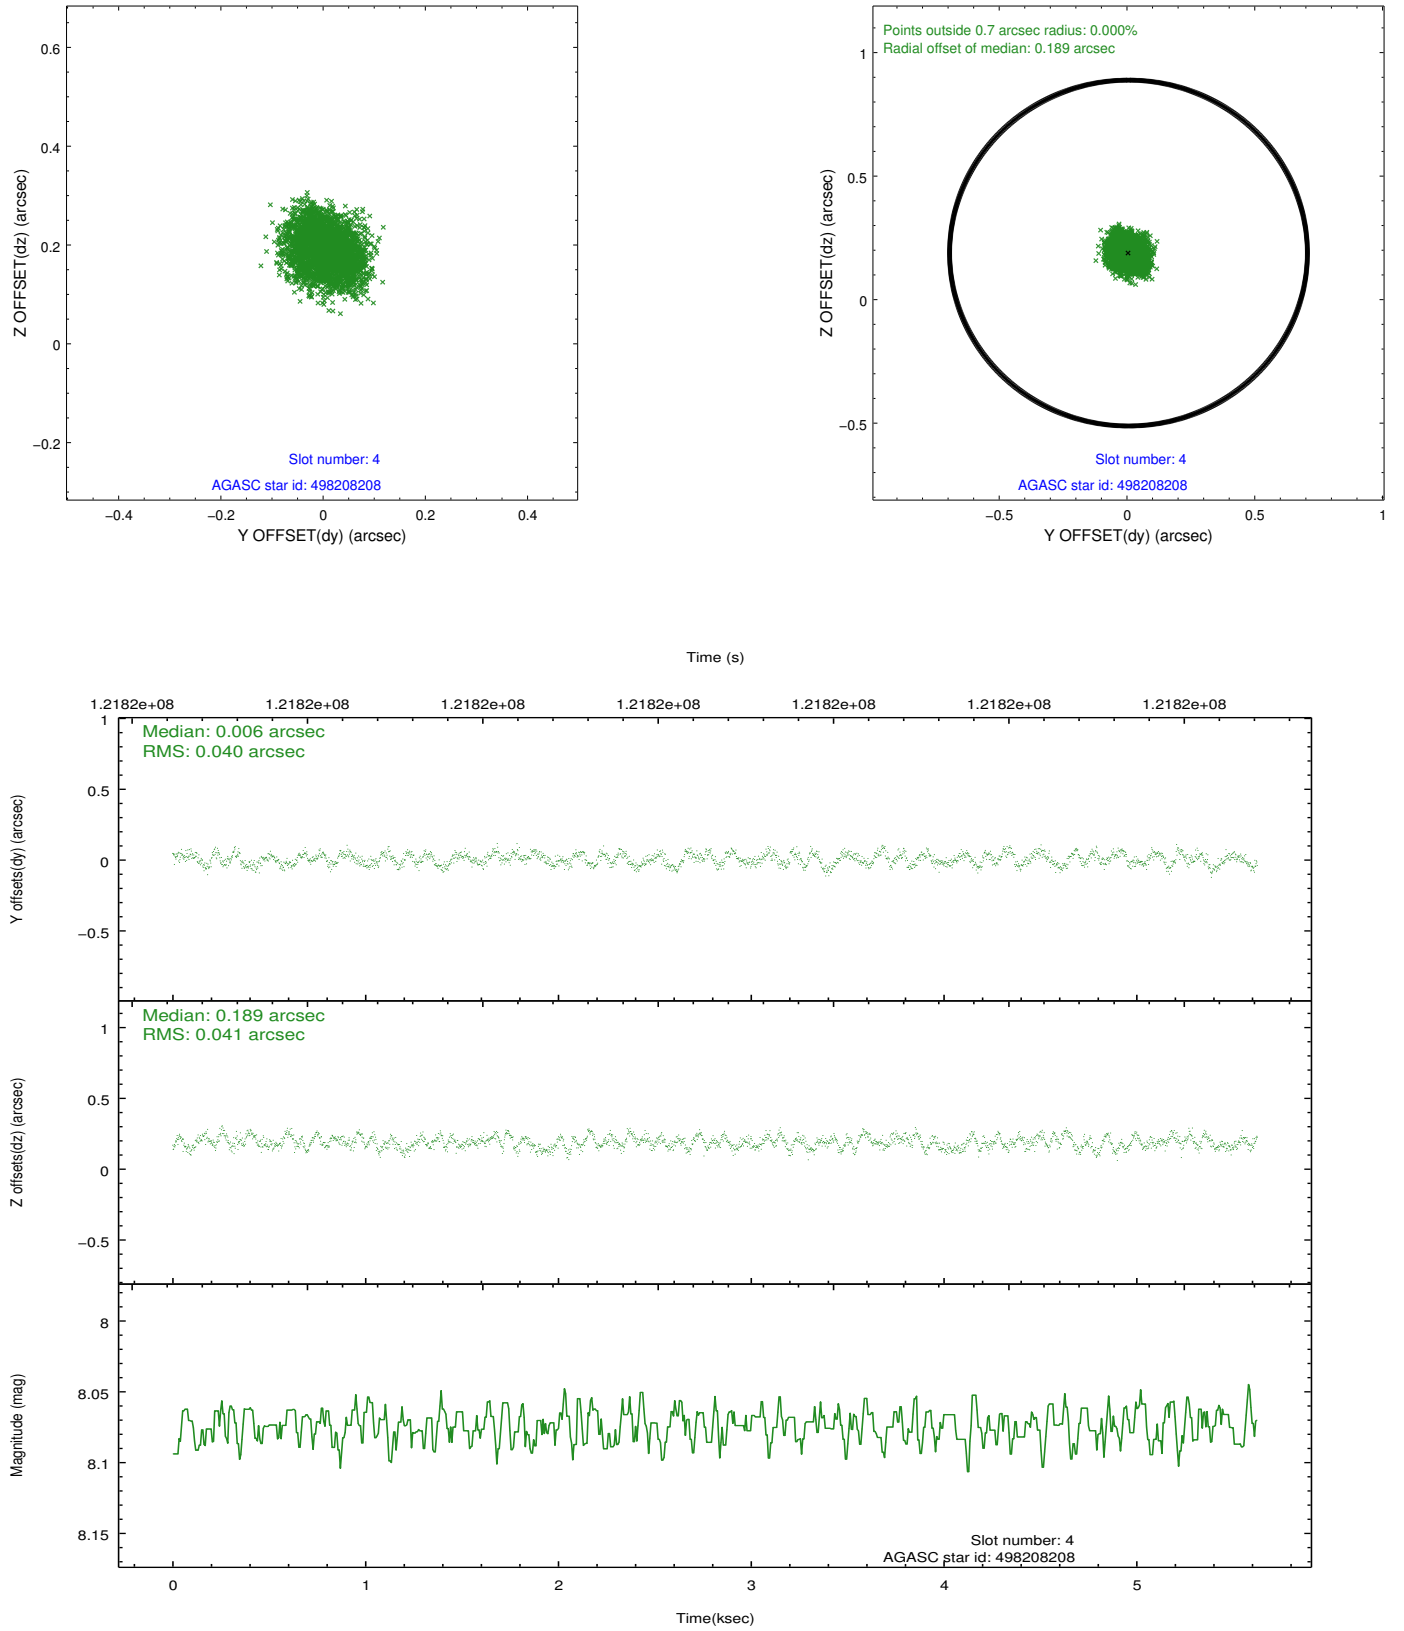 0.6
0.4
0.2
0
−0.2
Z OFFSET(dz) (arcsec)
Slot number: 4
AGASC star id: 498208208
−0.4 −0.2 0 0.2 0.4
Y OFFSET(dy) (arcsec)
Points outside 0.7 arcsec radius: 0.000%
Radial offset of median: 0.189 arcsec
1
0.5
0
−0.5
Z OFFSET(dz) (arcsec)
Slot number: 4
AGASC star id: 498208208
−0.5 0 0.5 1
Y OFFSET(dy) (arcsec)
Time (s)
1.2182e+08 1.2182e+08 1.2182e+08 1.2182e+08 1.2182e+08 1.2182e+08 1.2182e+08
Median: 0.006 arcsec
RMS: 0.040 arcsec
1
0.5
0
−0.5
Y offsets(dy) (arcsec)
Median: 0.189 arcsec
RMS: 0.041 arcsec
1
0.5
0
−0.5
Z offsets(dz) (arcsec)
8
8.05
8.1
8.15
Magnitude (mag)
Slot number: 4
AGASC star id: 498208208
0 1 2 3 4 5
Time(ksec)